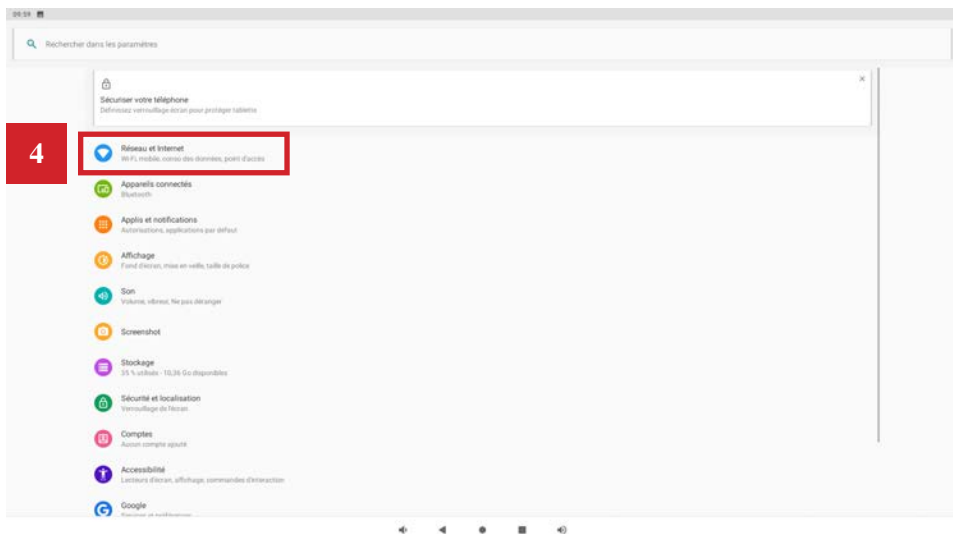 09:59
Rechercher dans les paramètres
Sécuriser votre téléphone
Définissez verrouillage écran pour protéger tablette
4
Réseau et Internet
Wi-Fi, mobile, conso des données, point d'accès
Appareils connectés
Bluetooth
Applis et notifications
Autorisations, applications par défaut
Affichage
Fond d'écran, mise en veille, taille de police
Son
Volume, vibreur, Ne pas déranger
Screenshot
Stockage
35 % utilisés - 10,36 Go disponibles
Sécurité et localisation
Verrouillage de l'écran
Comptes
Aucun compte ajouté
Accessibilité
Lecteurs d'écran, affichage, commandes d'interaction
Google
Services et préférences